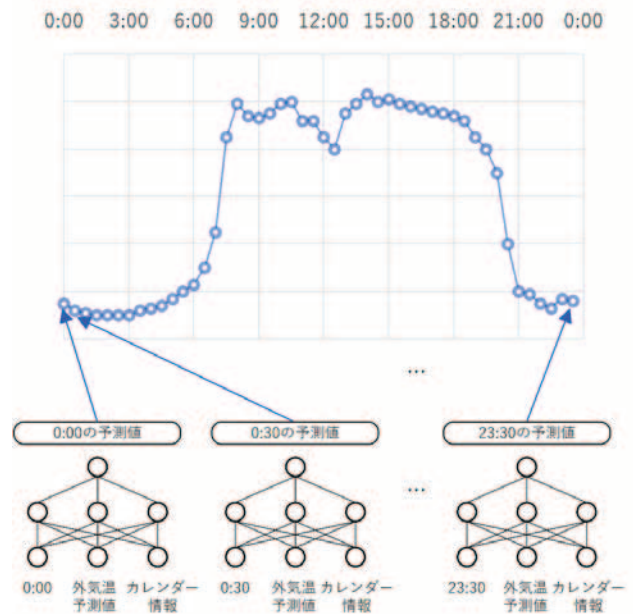 0:00 3:00 6:00 9:00 12:00 15:00 18:00 21:00 0:00
...
0:00の予測値 0:30の予測値 23:30の予測値
...
0:00 外気温 カレンダー 0:30 外気温 カレンダー 23:30 外気温 カレンダー
予測値 情報 予測値 情報 予測値 情報